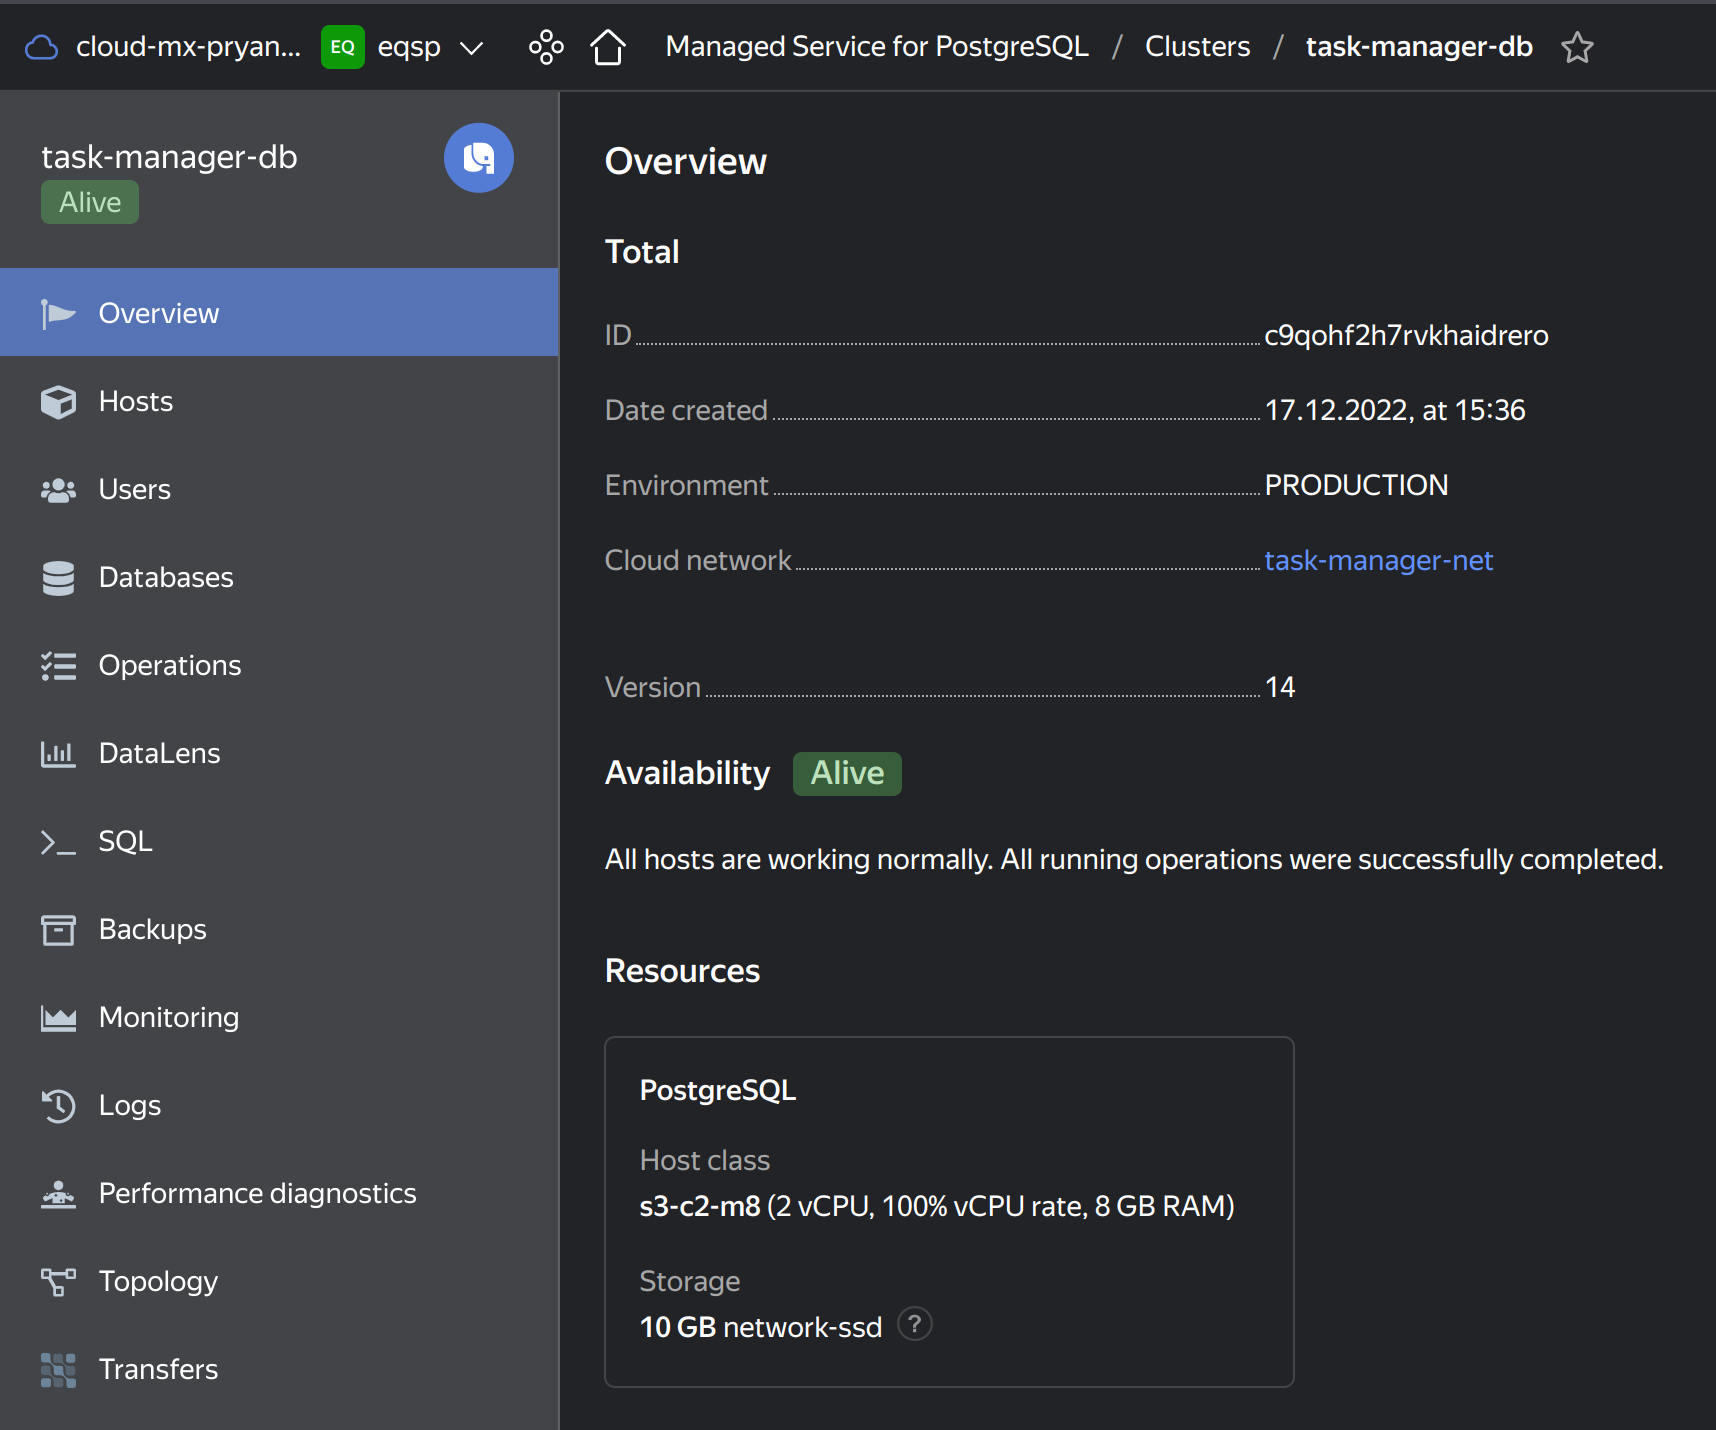 cloud-mx-pryan... EQ eqsp Managed Service for PostgreSQL / Clusters / task-manager-db
task-manager-db
Alive
Overview
Hosts
Users
Databases
Operations
DataLens
SQL
Backups
Monitoring
Logs
Performance diagnostics
Topology
Transfers
Overview
Total
ID c9qohf2h7rvkhaidrero
Date created 17.12.2022, at 15:36
Environment PRODUCTION
Cloud network task-manager-net
Version 14
Availability Alive
All hosts are working normally. All running operations were successfully completed.
Resources
PostgreSQL
Host class
s3-c2-m8 (2 vCPU, 100% vCPU rate, 8 GB RAM)
Storage
10 GB network-ssd ?